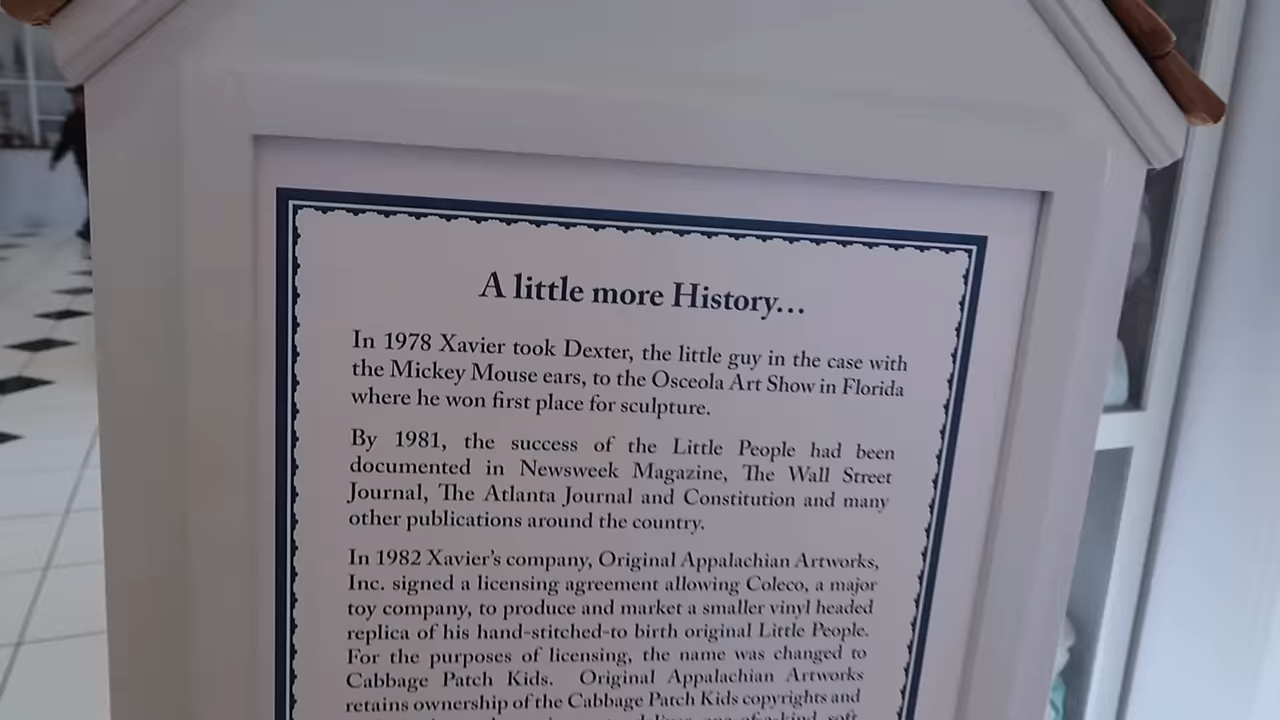 A little more History...
In 1978 Xavier took Dexter, the little guy in the case with
the Mickey Mouse ears, to the Osceola Art Show in Florida
where he won first place for sculpture.
By 1981, the success of the Little People had been
documented in Newsweek Magazine, The Wall Street
Journal, The Atlanta Journal and Constitution and many
other publications around the country.
In 1982 Xavier's company, Original Appalachian Artworks,
Inc. signed a licensing agreement allowing Coleco, a major
toy company, to produce and market a smaller vinyl headed
replica of his hand-stitched-to birth original Little People.
For the purposes of licensing, the name was changed to
Cabbage Patch Kids. Original Appalachian Artworks
retains ownership of the Cabbage Patch Kids copyrights and
one-of-a-kind, soft